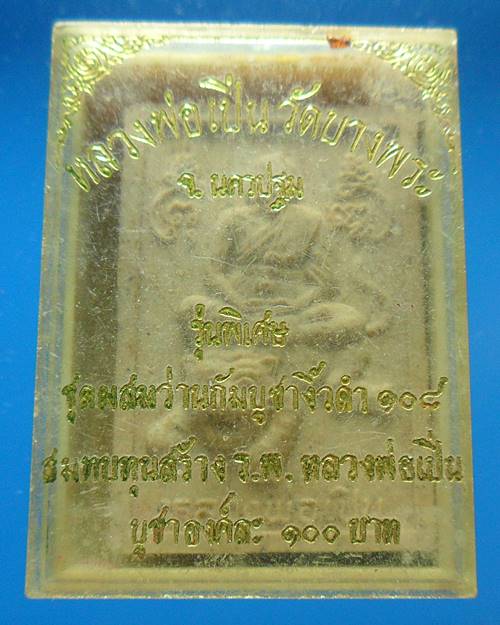 หลวงพ่อเปิ่น วัดบางพระ
จ. นครปฐม
รุ่นพิเศษ
ชุดผสมว่านกัมบูชางิ้วดำ ๑๐๘
สมทบทุนสร้าง ร.พ. หลวงพ่อเปิ่น
บูชาองค์ละ ๑๐๐ บาท